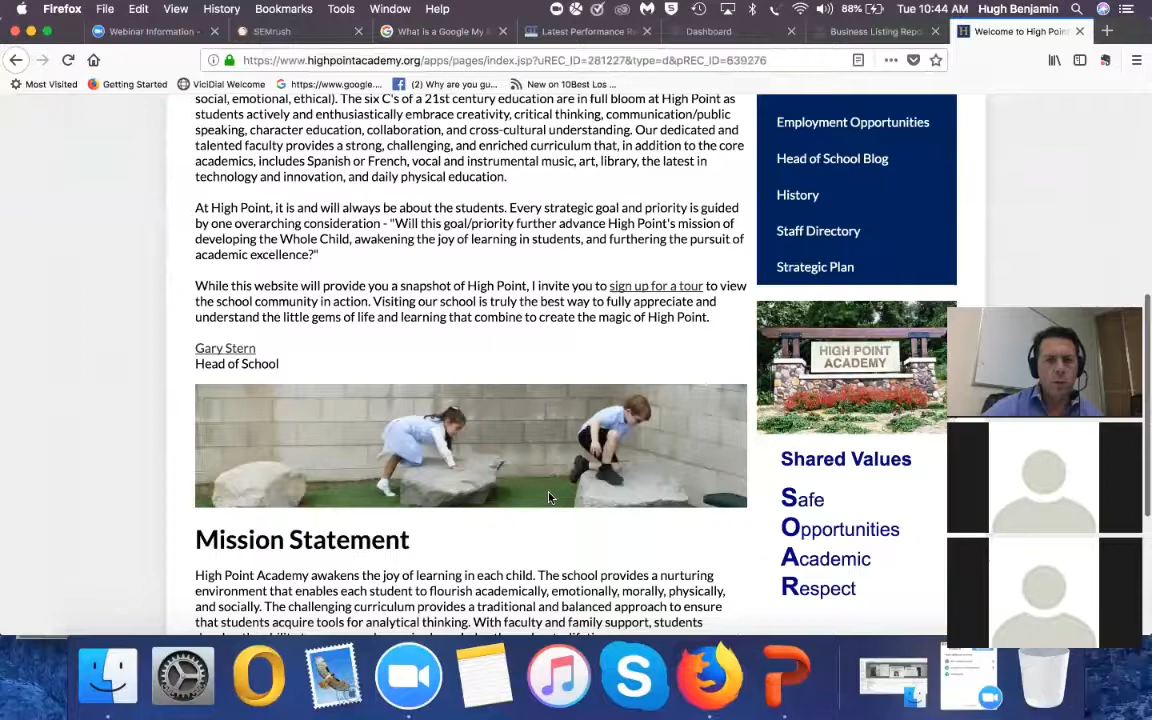 Firefox File Edit View History Bookmarks Tools Window Help 88% Tue 10:44 AM Hugh Benjamin
Webinar Information - SEMrush What is a Google My Latest Performance Re Dashboard Business Listing Repo Welcome to High Point
https://www.highpointacademy.org/apps/pages/index.jsp?uREC_ID=281227&type=d&pREC_ID=639276
Most Visited Getting Started ViciDial Welcome https://www.google.... (2) Why are you gu... New on 10Best Los ...
social, emotional, ethical). The six C's of a 21st century education are in full bloom at High Point as
students actively and enthusiastically embrace creativity, critical thinking, communication/public
speaking, character education, collaboration, and cross-cultural understanding. Our dedicated and
talented faculty provides a strong, challenging, and enriched curriculum that, in addition to the core
academics, includes Spanish or French, vocal and instrumental music, art, library, the latest in
technology and innovation, and daily physical education.
At High Point, it is and will always be about the students. Every strategic goal and priority is guided
by one overarching consideration - "Will this goal/priority further advance High Point's mission of
developing the Whole Child, awakening the joy of learning in students, and furthering the pursuit of
academic excellence?"
While this website will provide you a snapshot of High Point, I invite you to sign up for a tour to view
the school community in action. Visiting our school is truly the best way to fully appreciate and
understand the little gems of life and learning that combine to create the magic of High Point.
Gary Stern
Head of School
Mission Statement
High Point Academy awakens the joy of learning in each child. The school provides a nurturing
environment that enables each student to flourish academically, emotionally, morally, physically,
and socially. The challenging curriculum provides a traditional and balanced approach to ensure
that students acquire tools for analytical thinking. With faculty and family support, students
Employment Opportunities
Head of School Blog
History
Staff Directory
Strategic Plan
HIGH POINT
ACADEMY
Shared Values
Safe
Opportunities
Academic
Respect